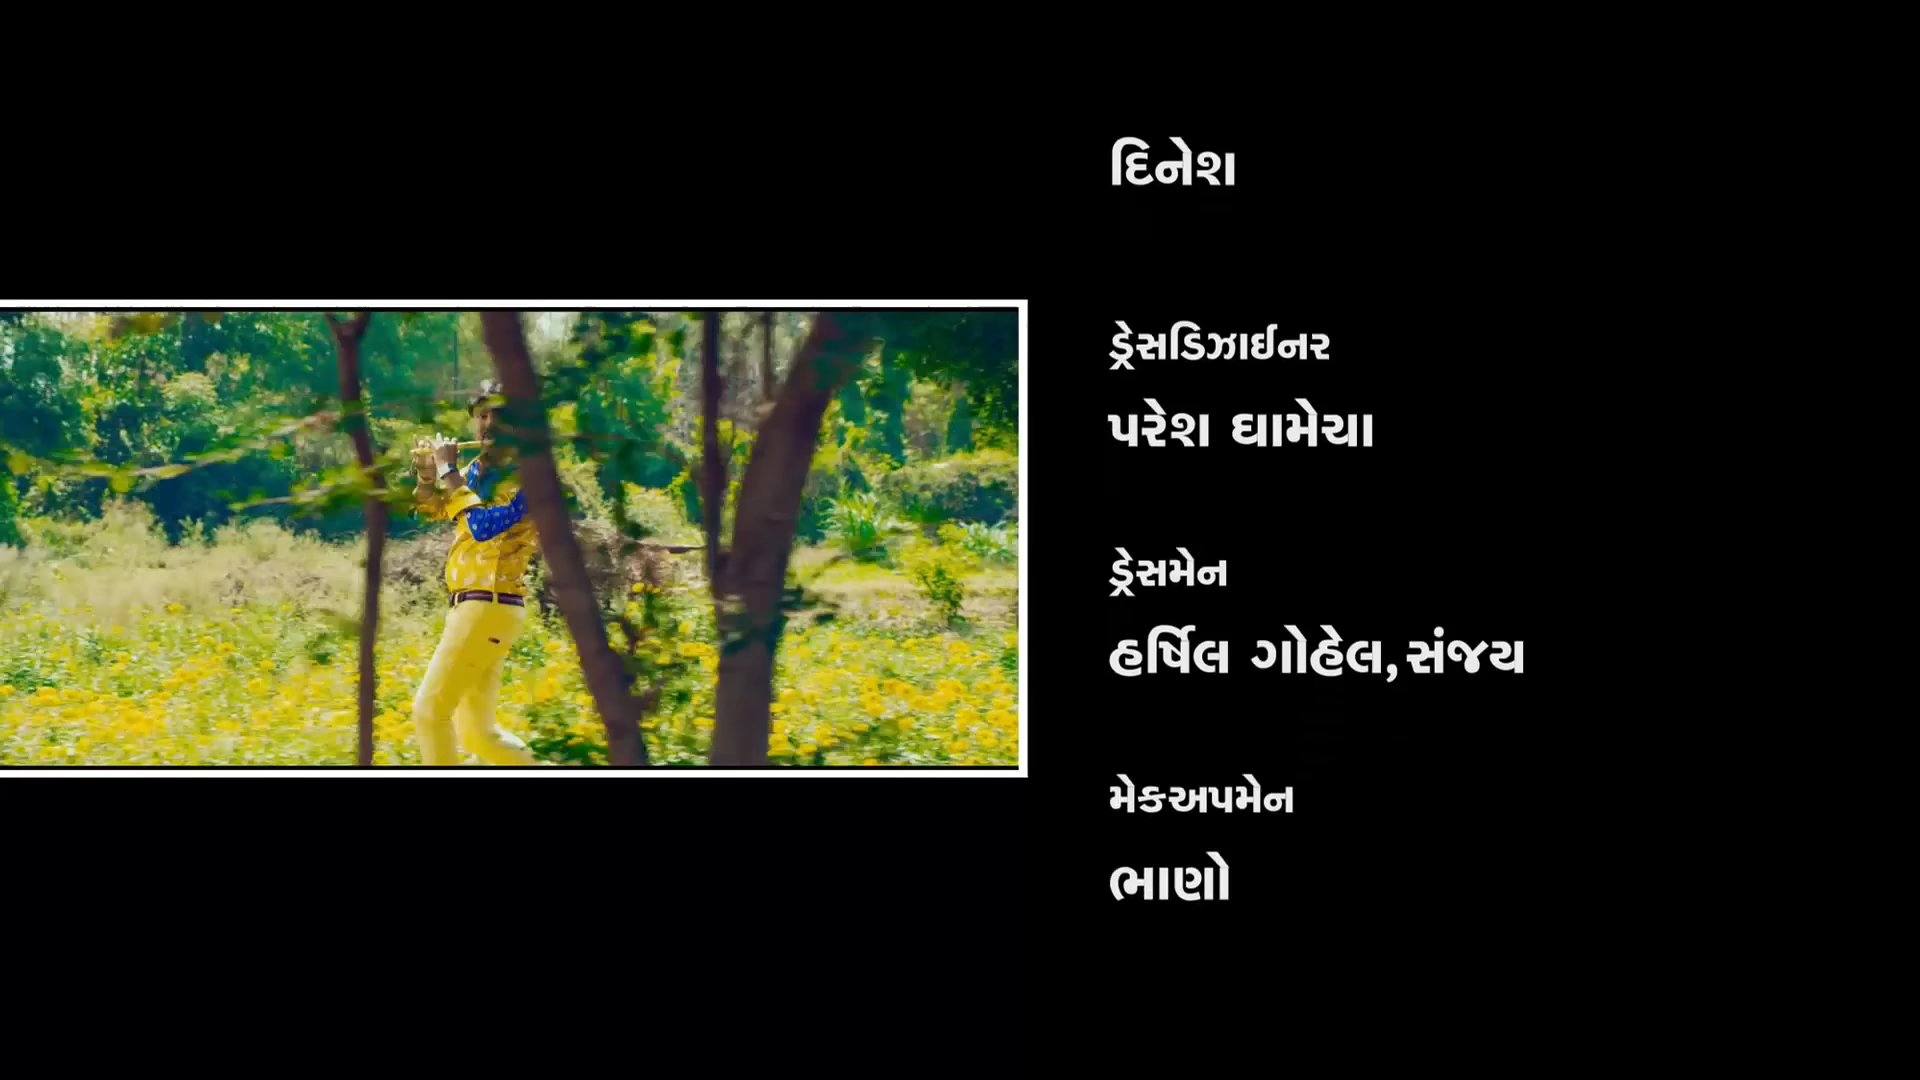 દિનેશ
ડ્રેસડિઝાઈનર
પરેશ ઘામેચા
ડ્રેસમેન
હર્ષિલ ગોહેલ,સંજય
મેકઅપમેન
ભાણો